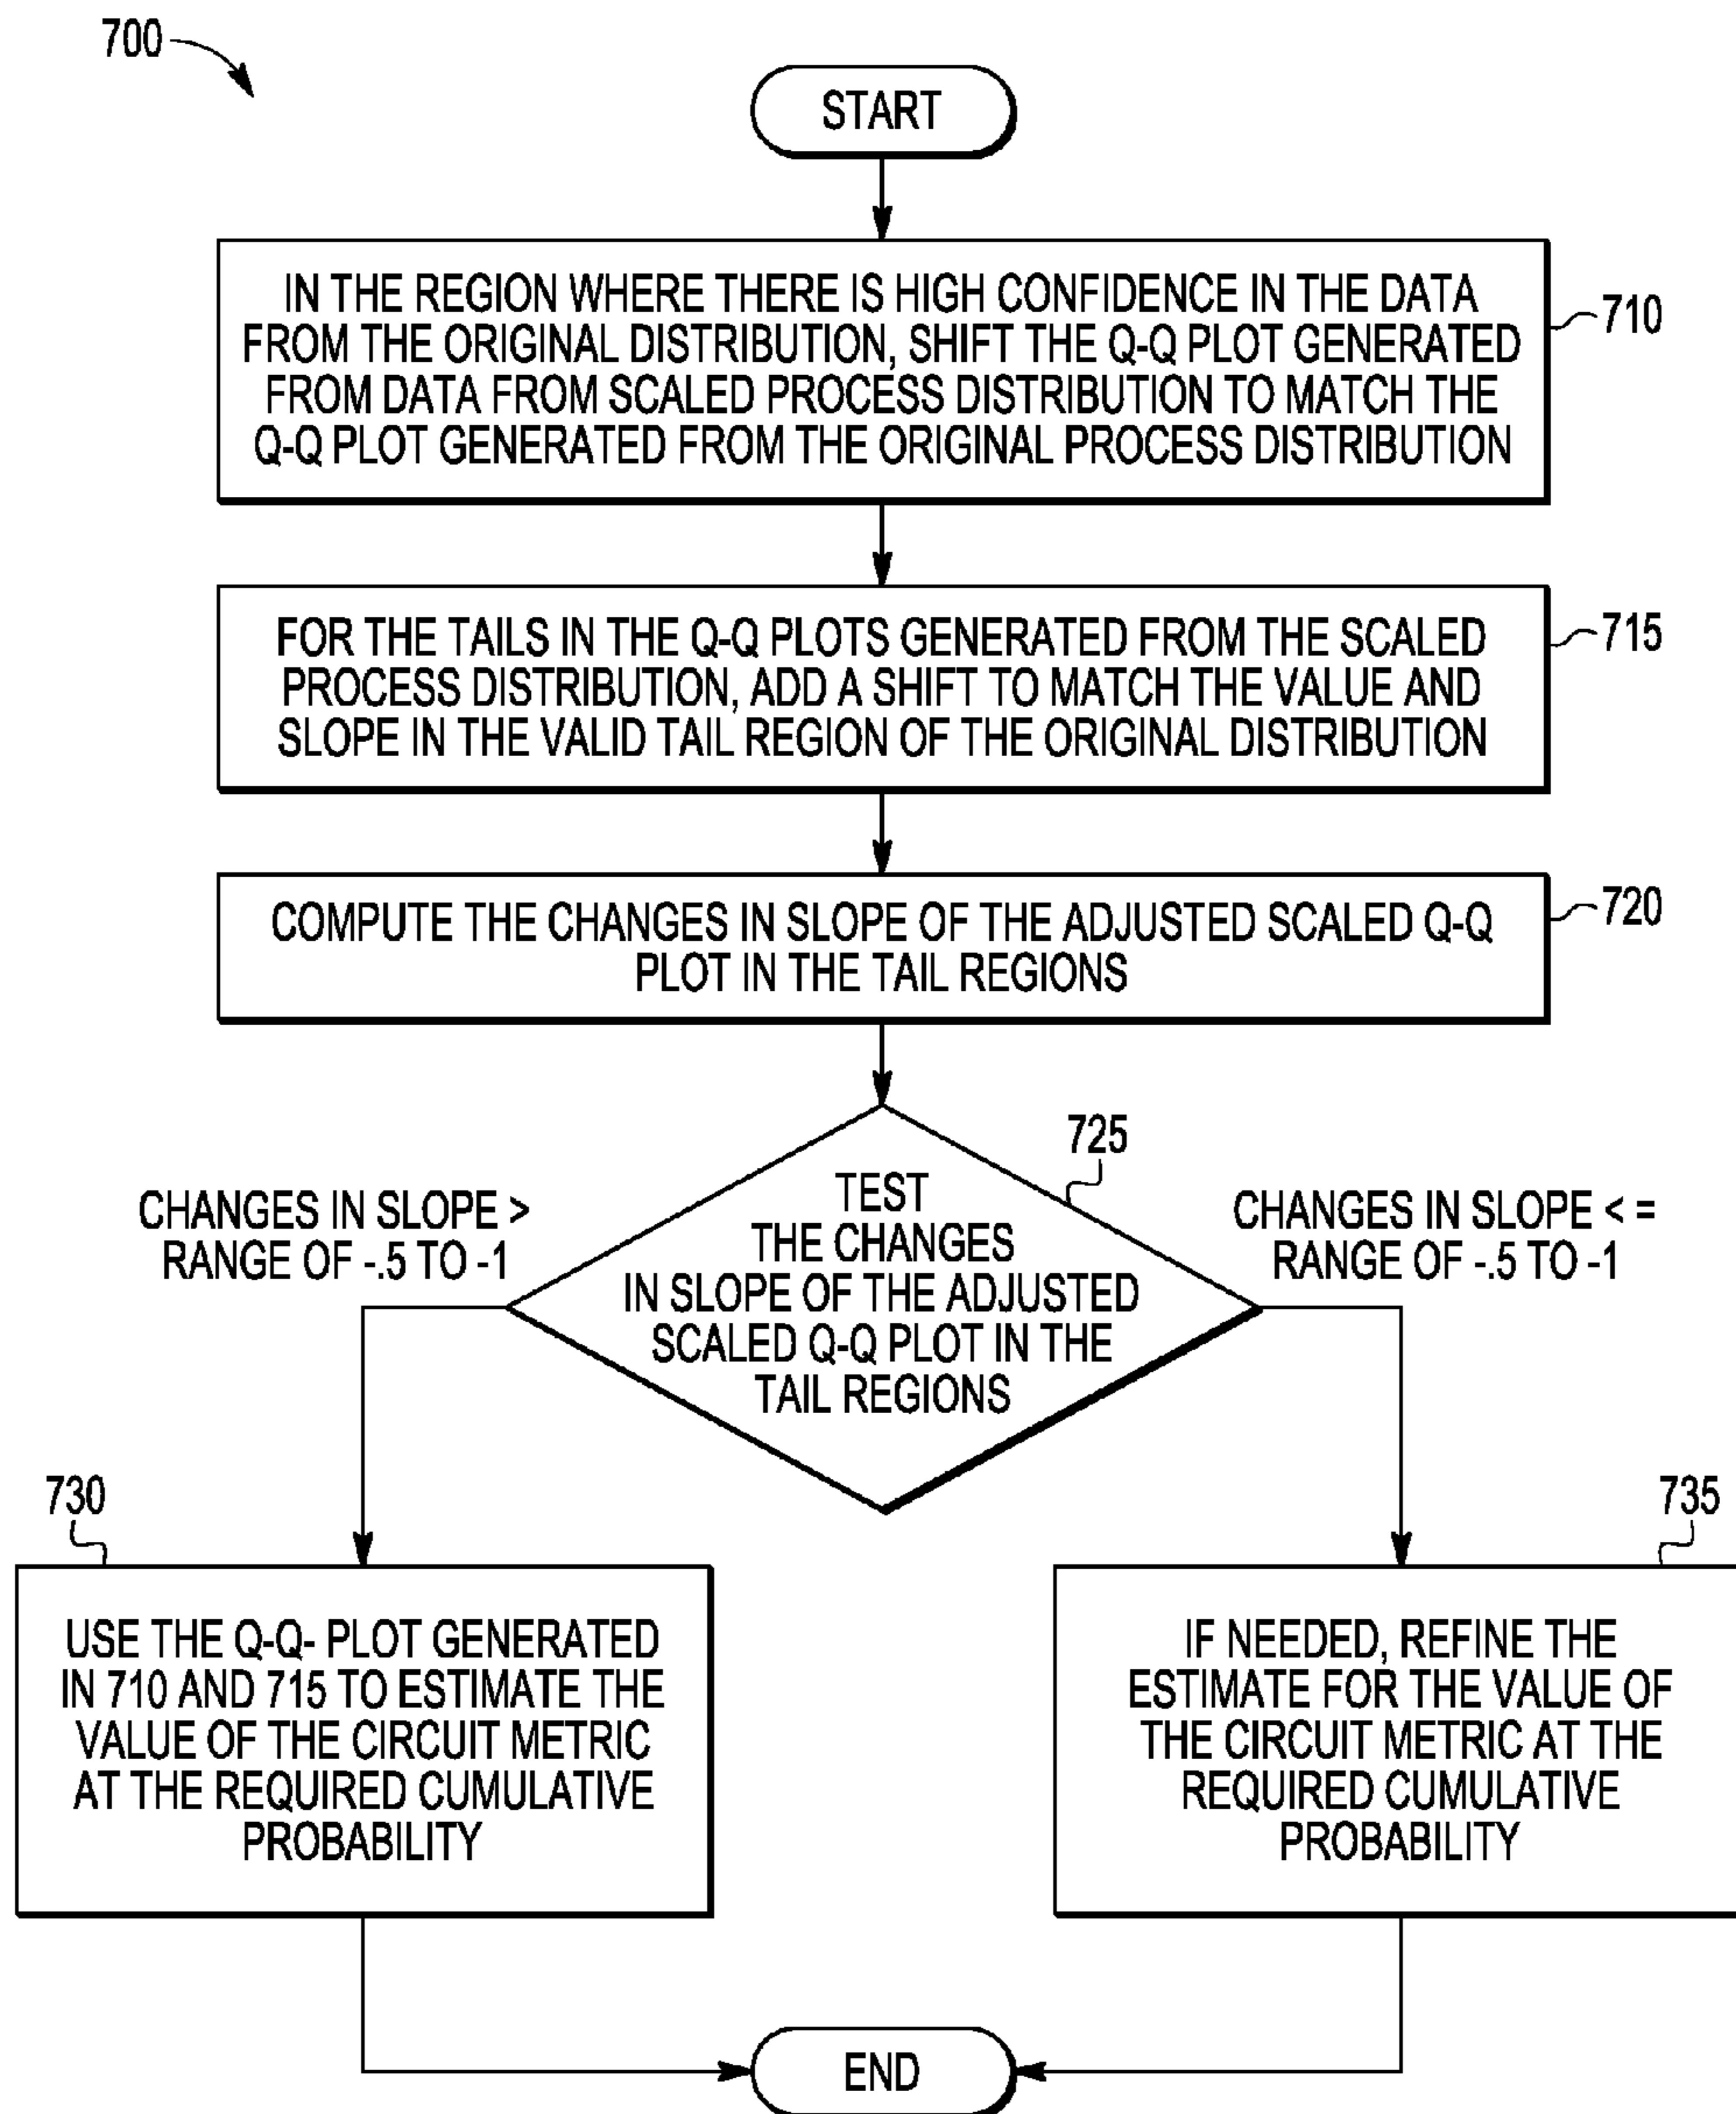 700
START
IN THE REGION WHERE THERE IS HIGH CONFIDENCE IN THE DATA
FROM THE ORIGINAL DISTRIBUTION, SHIFT THE Q-Q PLOT GENERATED
FROM DATA FROM SCALED PROCESS DISTRIBUTION TO MATCH THE
Q-Q PLOT GENERATED FROM THE ORIGINAL PROCESS DISTRIBUTION
710
FOR THE TAILS IN THE Q-Q PLOTS GENERATED FROM THE SCALED
PROCESS DISTRIBUTION, ADD A SHIFT TO MATCH THE VALUE AND
SLOPE IN THE VALID TAIL REGION OF THE ORIGINAL DISTRIBUTION
715
COMPUTE THE CHANGES IN SLOPE OF THE ADJUSTED SCALED Q-Q
PLOT IN THE TAIL REGIONS
720
725
TEST
THE CHANGES
IN SLOPE OF THE ADJUSTED
SCALED Q-Q PLOT IN THE
TAIL REGIONS
CHANGES IN SLOPE >
RANGE OF -.5 TO -1
CHANGES IN SLOPE < =
RANGE OF -.5 TO -1
730
USE THE Q-Q- PLOT GENERATED
IN 710 AND 715 TO ESTIMATE THE
VALUE OF THE CIRCUIT METRIC
AT THE REQUIRED CUMULATIVE
PROBABILITY
735
IF NEEDED, REFINE THE
ESTIMATE FOR THE VALUE OF
THE CIRCUIT METRIC AT THE
REQUIRED CUMULATIVE
PROBABILITY
END